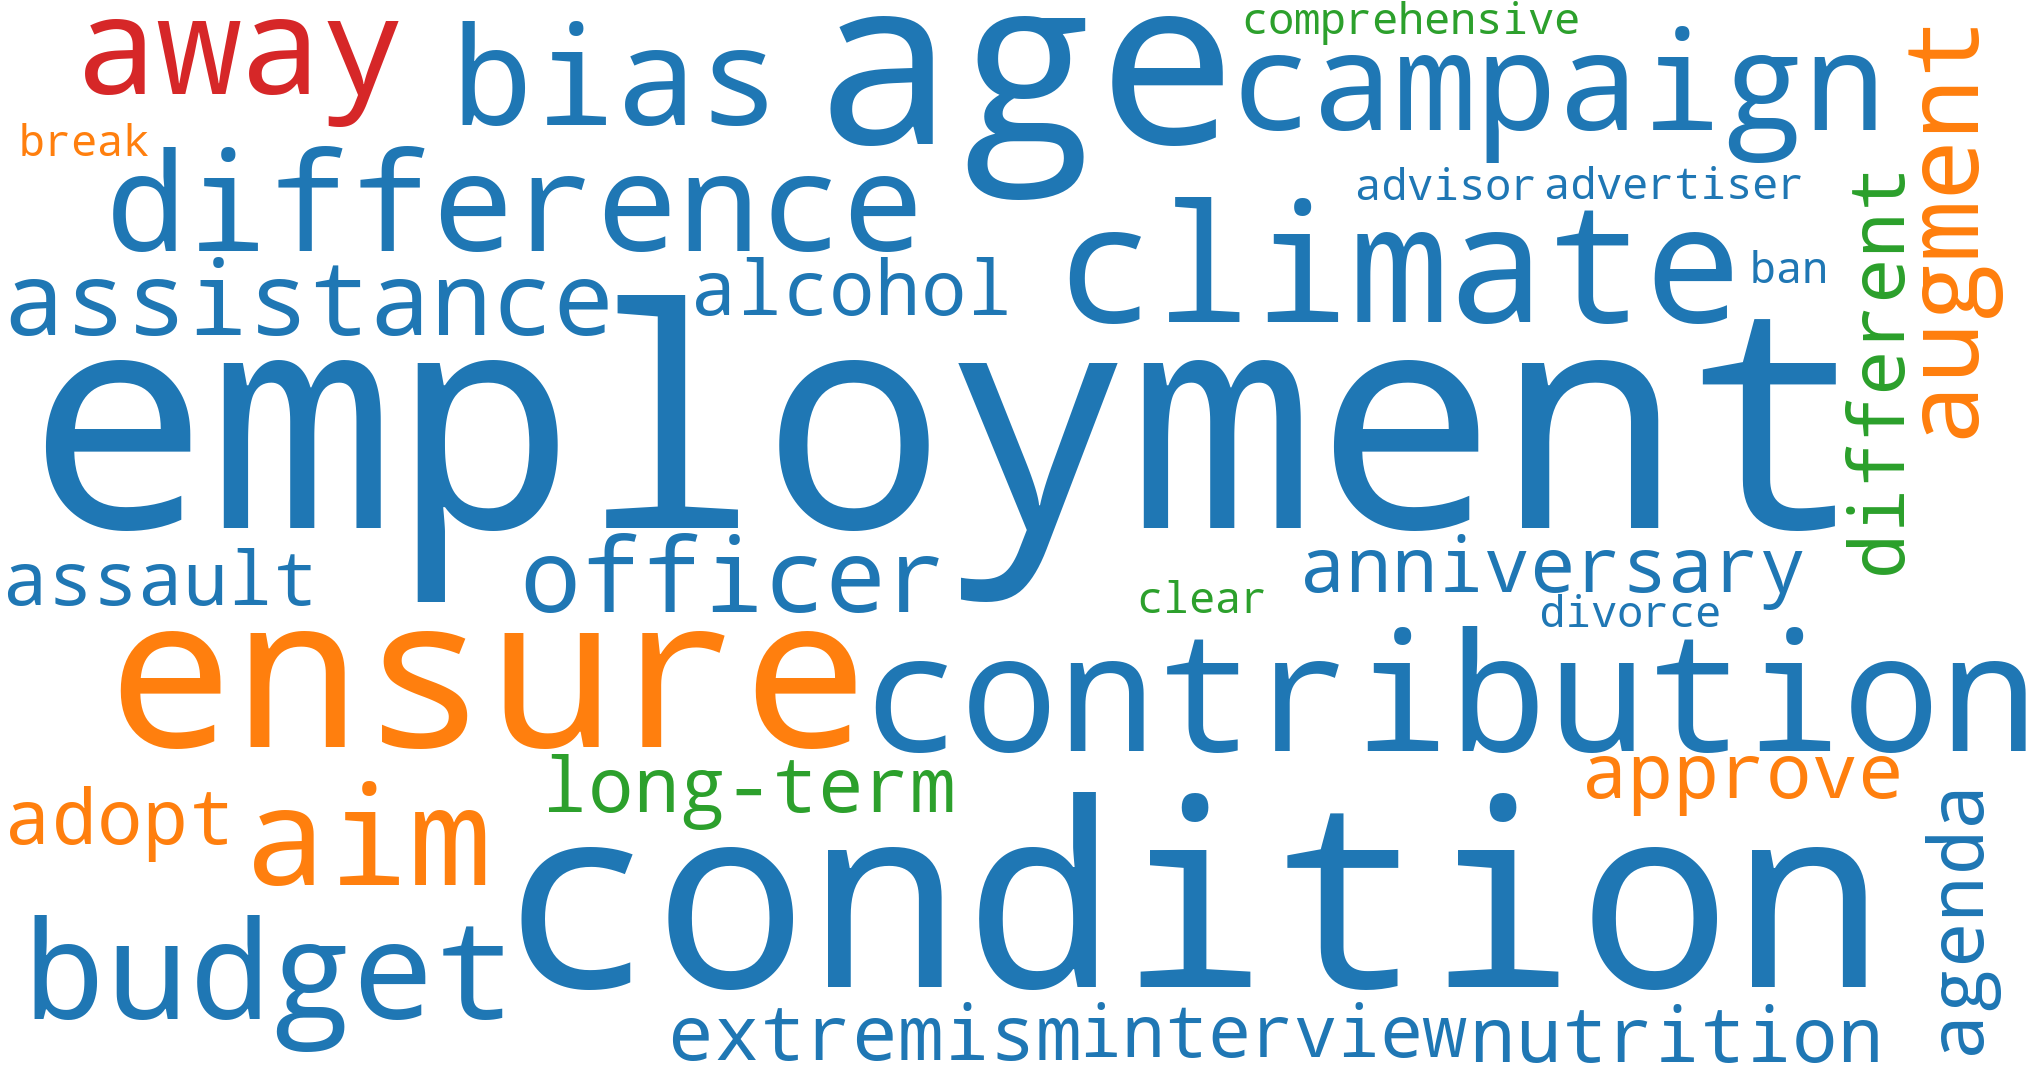 away
bias
age
comprehensive
campaign
augment
break
difference
advisor
advertiser
different
assistance
alcohol
climate
ban
employment
assault
officer
clear
anniversary
divorce
ensure
contribution
adopt
aim
long-term
approve
agenda
budget
condition
extremism
interview
nutrition